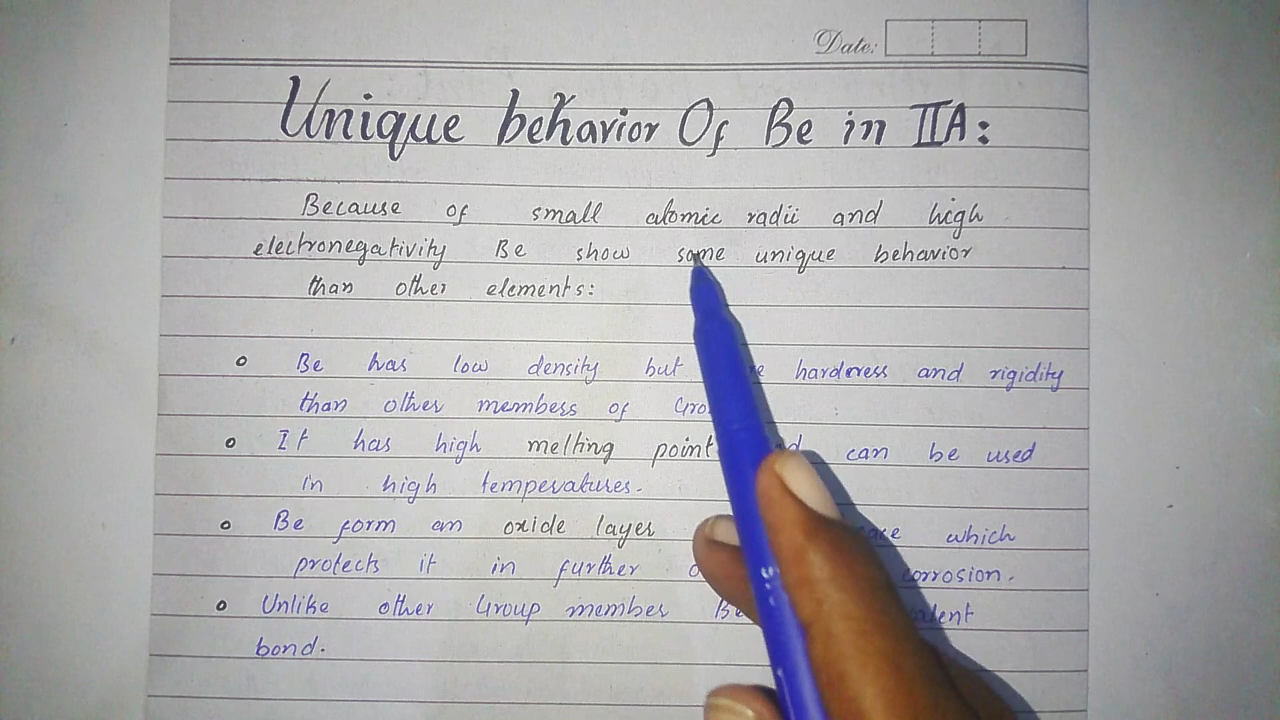 Date:
Unique behavior Of Be in IIA:
Because of small atomic radii and high
electronegativity Be show some unique behavior
than other elements:
Be has low density but hardness and rigidity
than other members of
It has high melting point can be used
in high temperatures.
Be form an oxide layer which
protects it in further corrosion.
Unlike other Group member Be
bond.